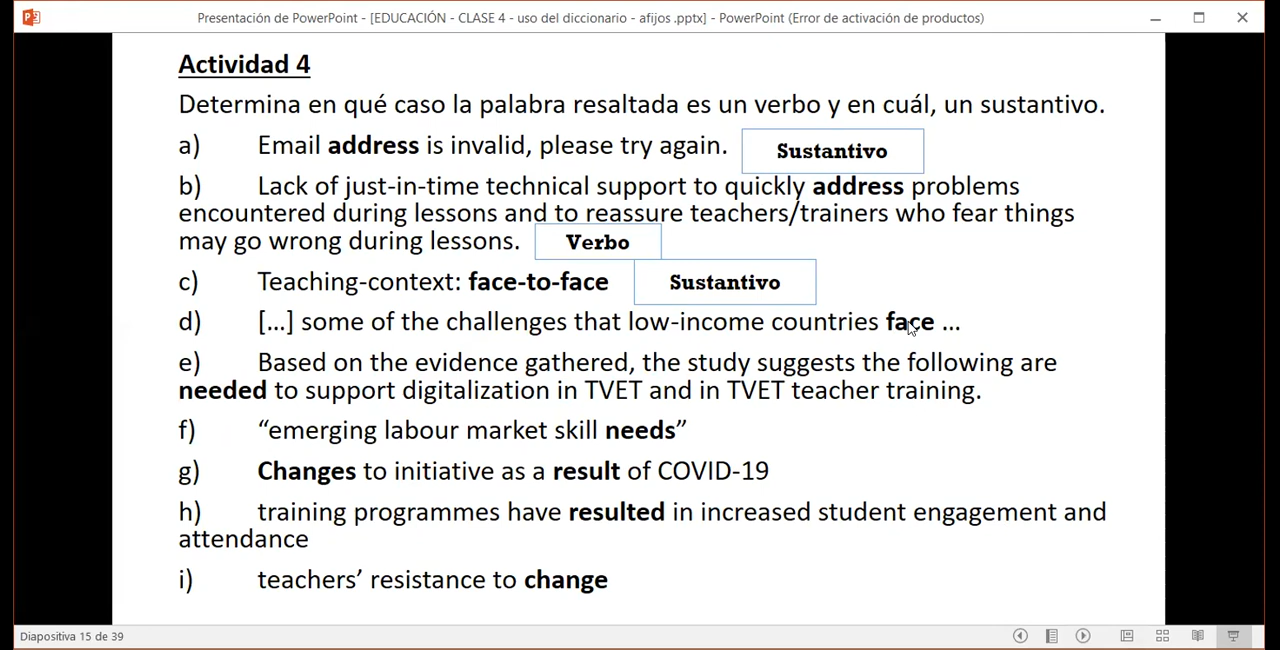 Presentación de PowerPoint - [EDUCACIÓN - CLASE 4 - uso del diccionario - afijos .pptx] - PowerPoint (Error de activación de productos)
Actividad 4
Determina en qué caso la palabra resaltada es un verbo y en cuál, un sustantivo.
a) Email address is invalid, please try again. Sustantivo
b) Lack of just-in-time technical support to quickly address problems
encountered during lessons and to reassure teachers/trainers who fear things
may go wrong during lessons. Verbo
c) Teaching-context: face-to-face Sustantivo
d) [...] some of the challenges that low-income countries face ...
e) Based on the evidence gathered, the study suggests the following are
needed to support digitalization in TVET and in TVET teacher training.
f) “emerging labour market skill needs”
g) Changes to initiative as a result of COVID-19
h) training programmes have resulted in increased student engagement and
attendance
i) teachers’ resistance to change
Diapositiva 15 de 39